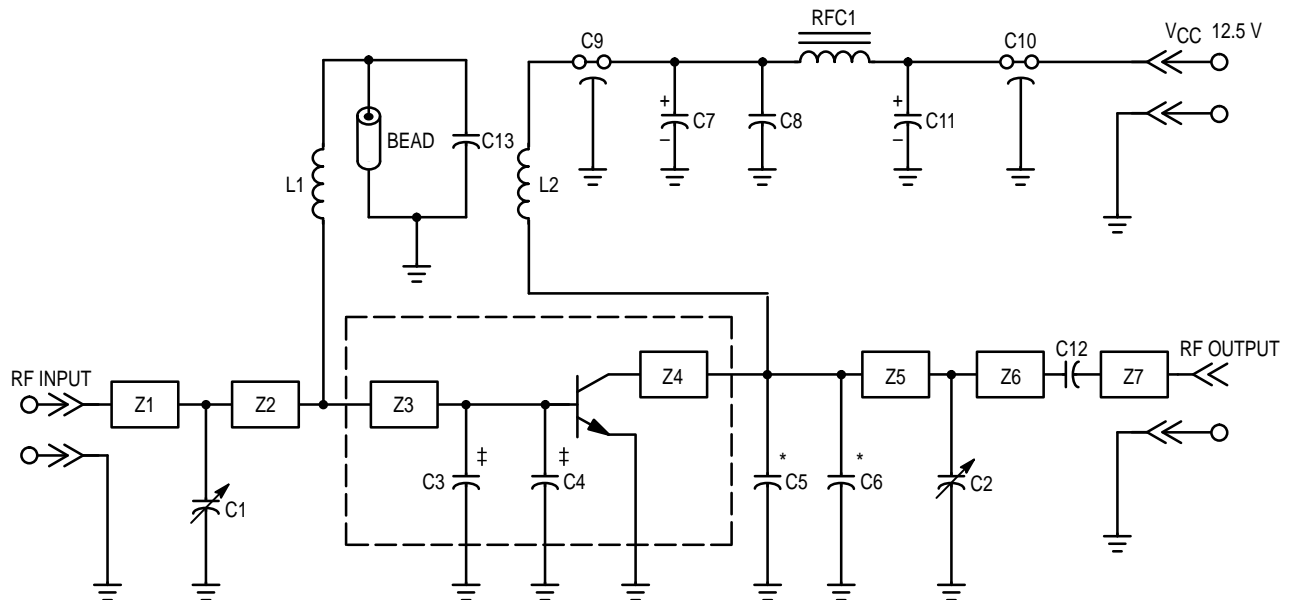 RFC1
C9
C10
VCC 12.5 V
+
C7
–
C8
+
C11
–
BEAD
C13
L1
L2
RF INPUT
Z1
Z2
Z3
Z4
Z5
Z6
C12
Z7
RF OUTPUT
C1
C3
‡
C4
‡
C5
*
C6
*
C2